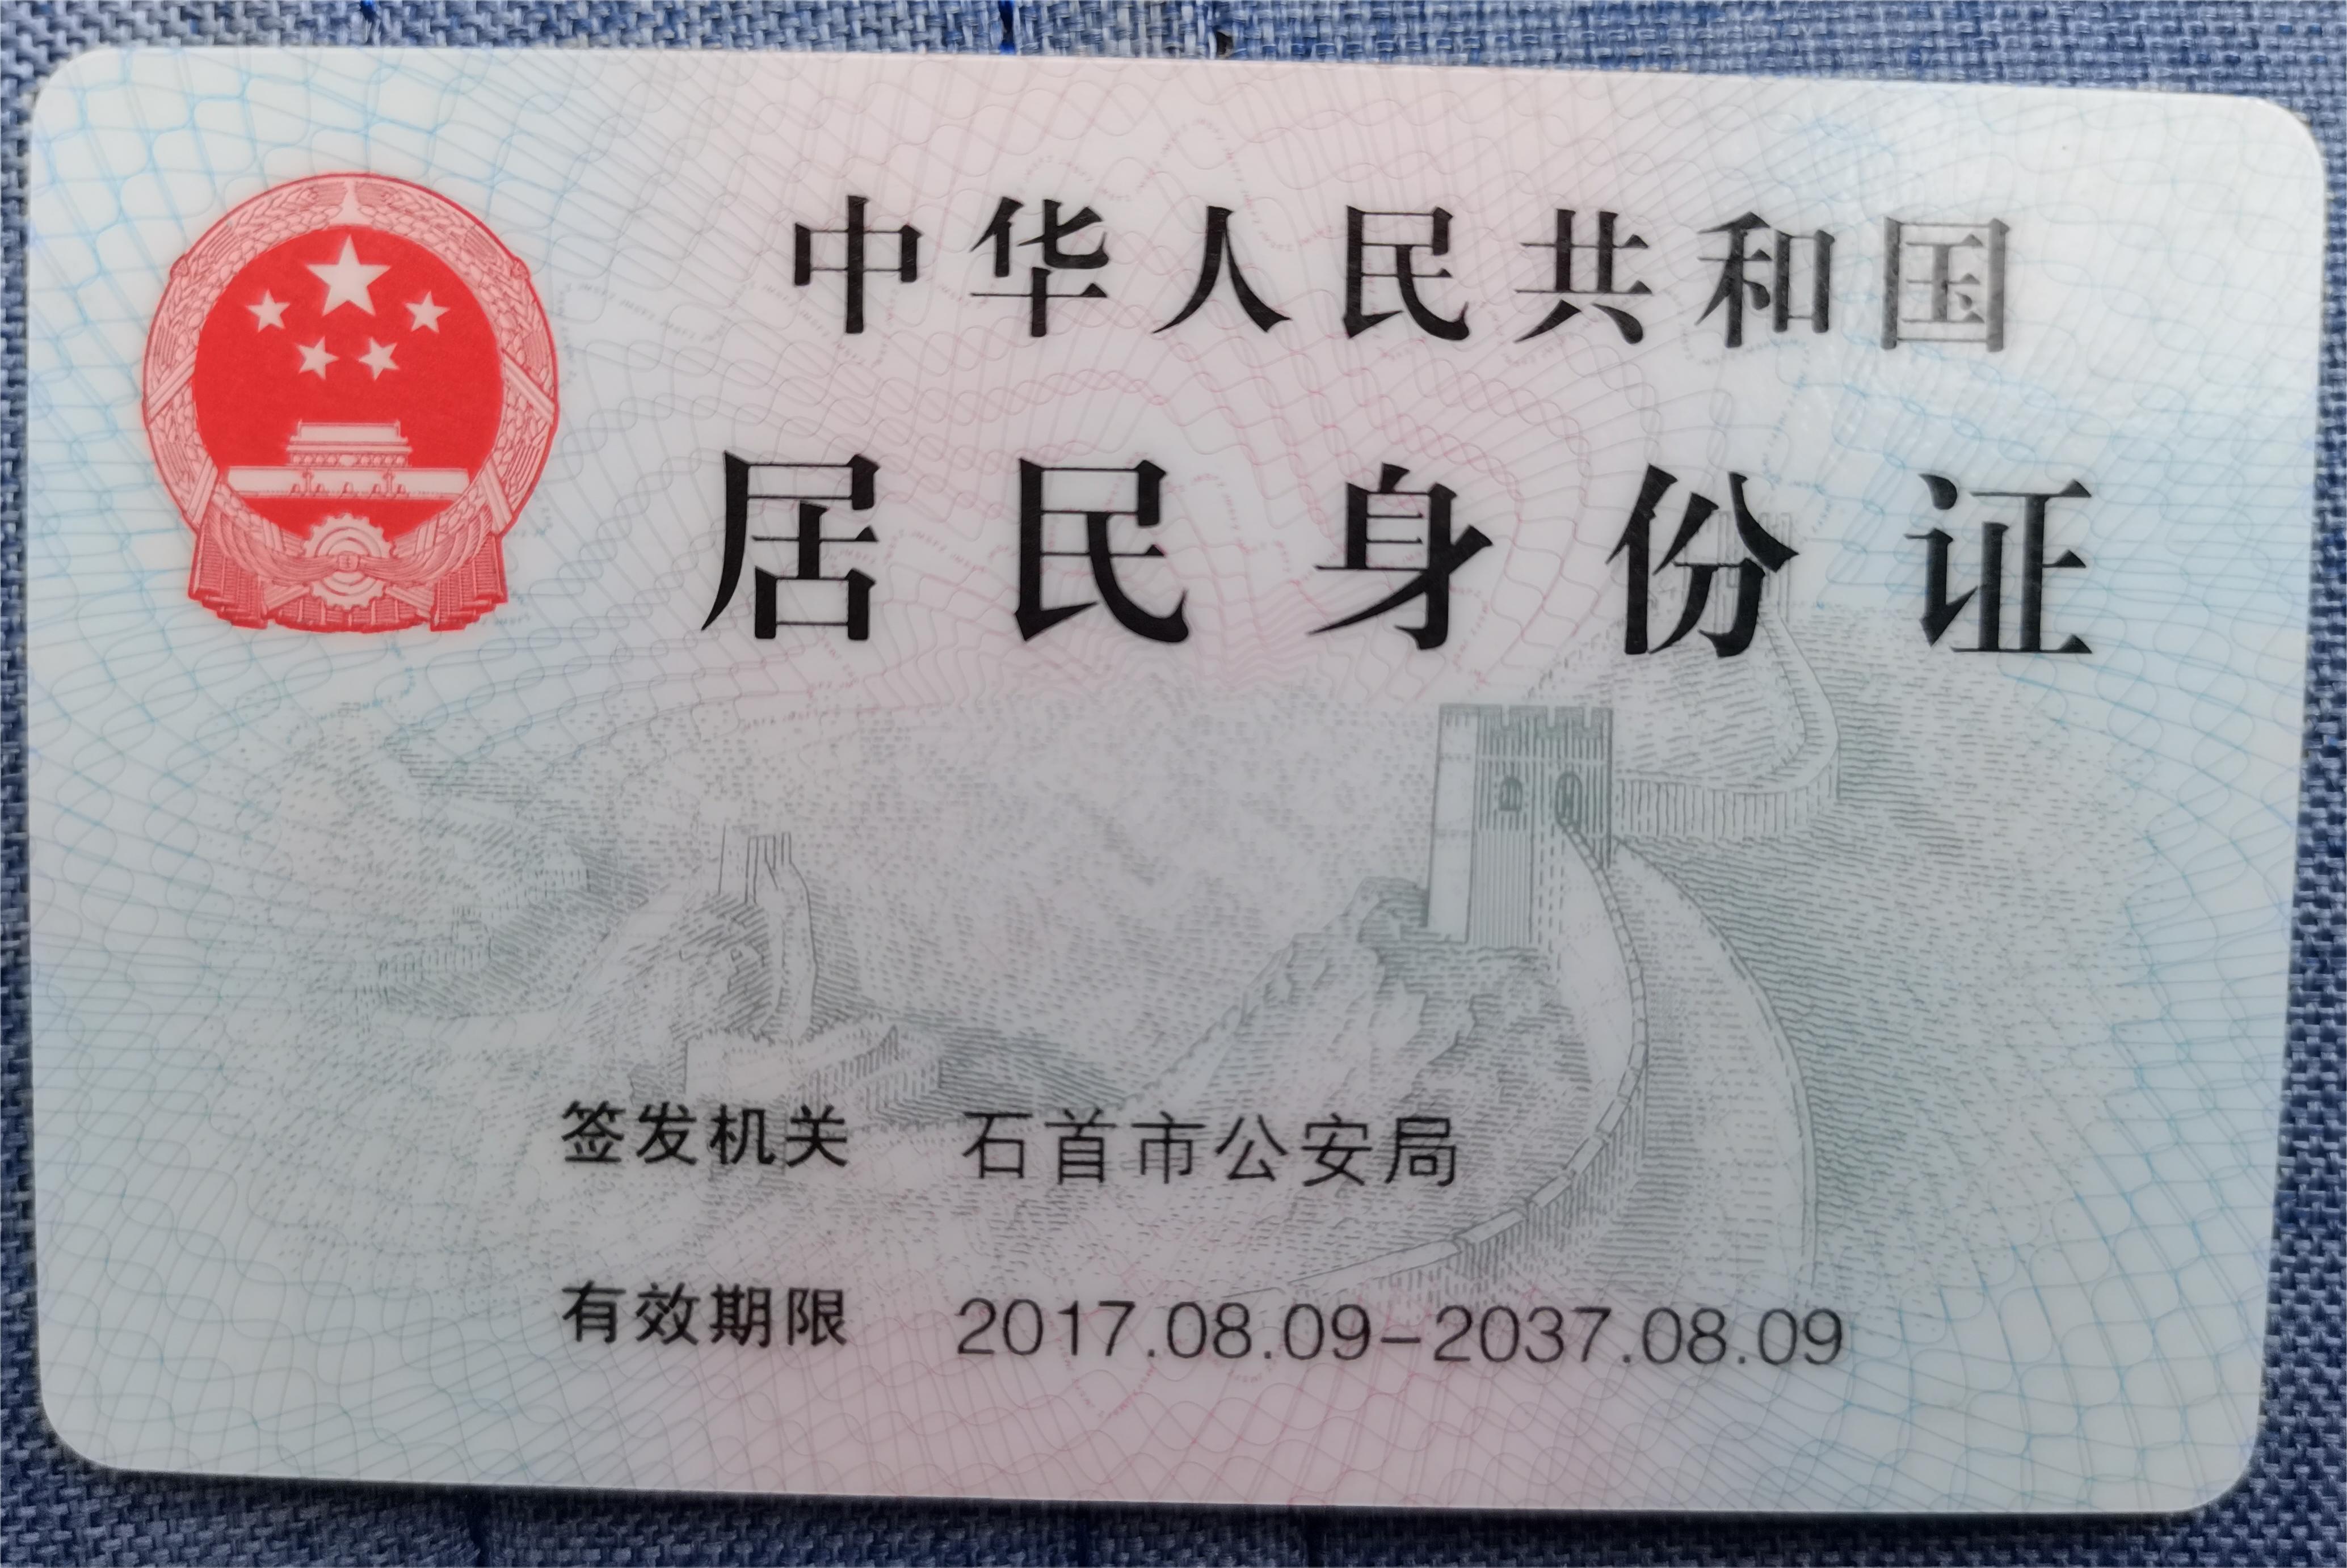 中华人民共和国
居民身份证
签发机关 石首市公安局
有效期限 2017.08.09-2037.08.09